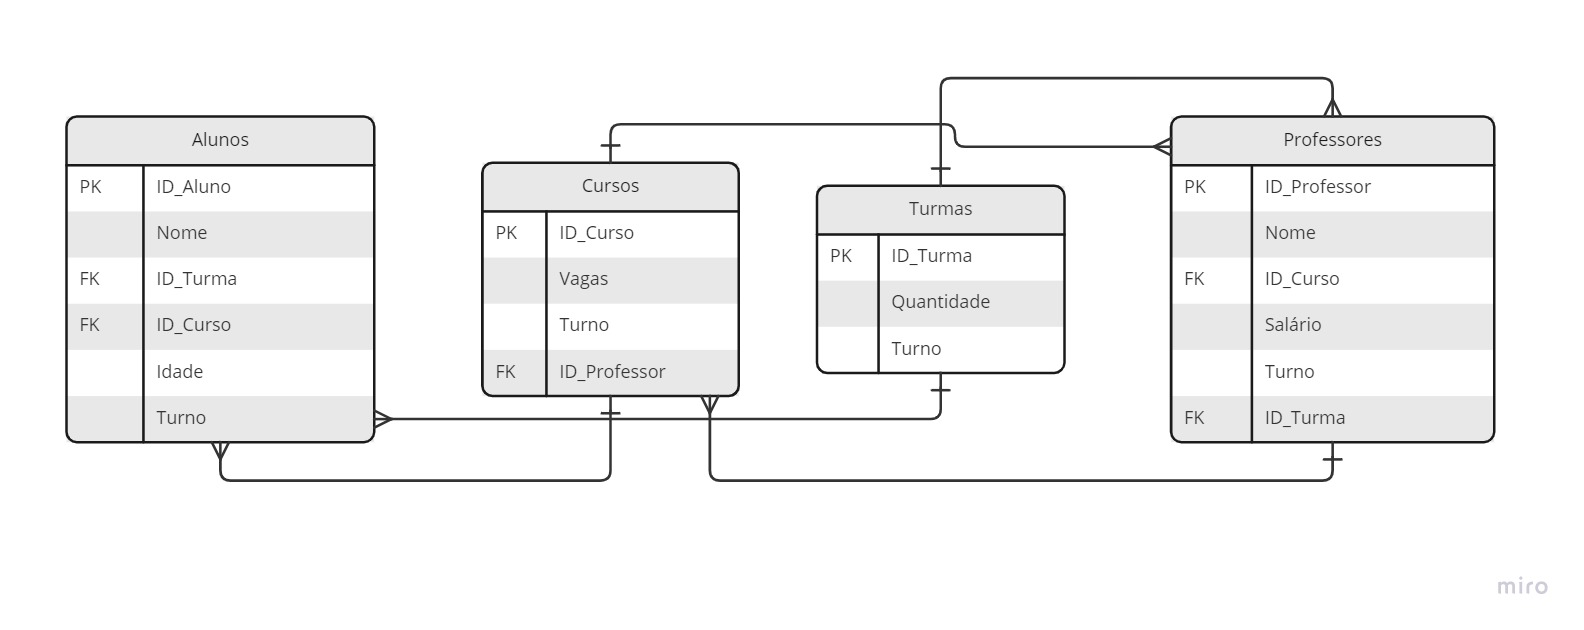 Alunos
PK ID_Aluno
Nome
FK ID_Turma
FK ID_Curso
Idade
Turno
Cursos
PK ID_Curso
Vagas
Turno
FK ID_Professor
Turmas
PK ID_Turma
Quantidade
Turno
Professores
PK ID_Professor
Nome
FK ID_Curso
Salário
Turno
FK ID_Turma
miro